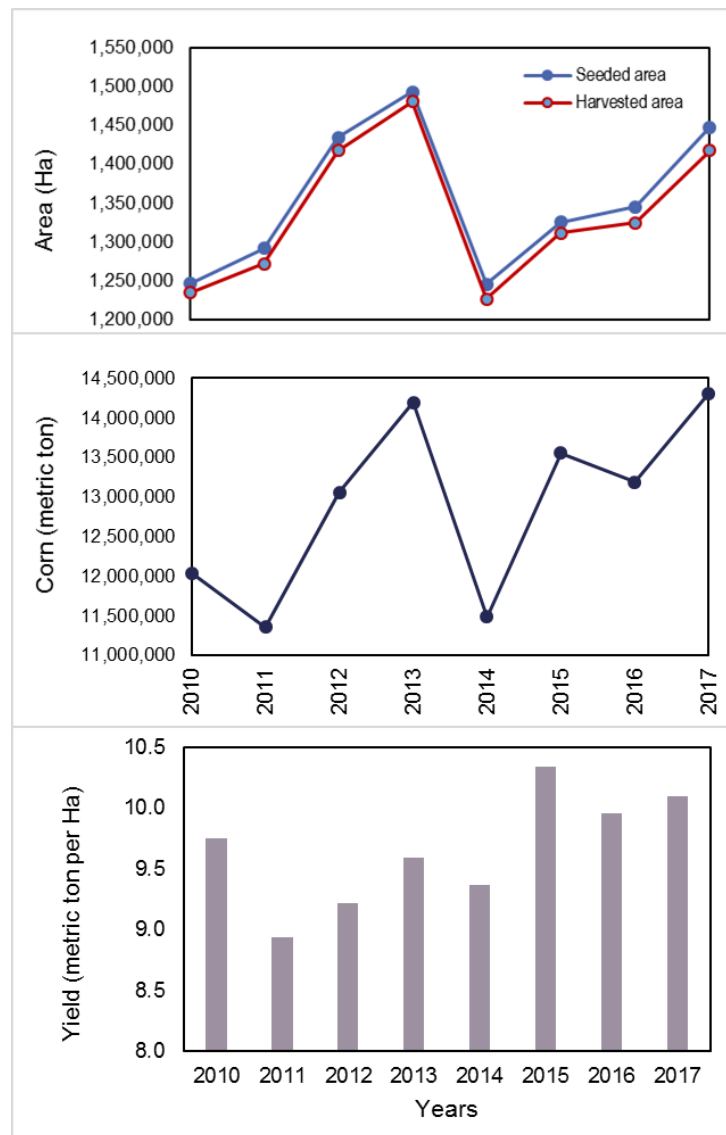 1,550,000
1,500,000
1,450,000
1,400,000
1,350,000
1,300,000
1,250,000
1,200,000
Area (Ha)
Seeded area
Harvested area
14,500,000
14,000,000
13,500,000
13,000,000
12,500,000
12,000,000
11,500,000
11,000,000
Corn (metric ton)
2010 2011 2012 2013 2014 2015 2016 2017
10.5
10.0
9.5
9.0
8.5
8.0
Yield (metric ton per Ha)
2010 2011 2012 2013 2014 2015 2016 2017
Years